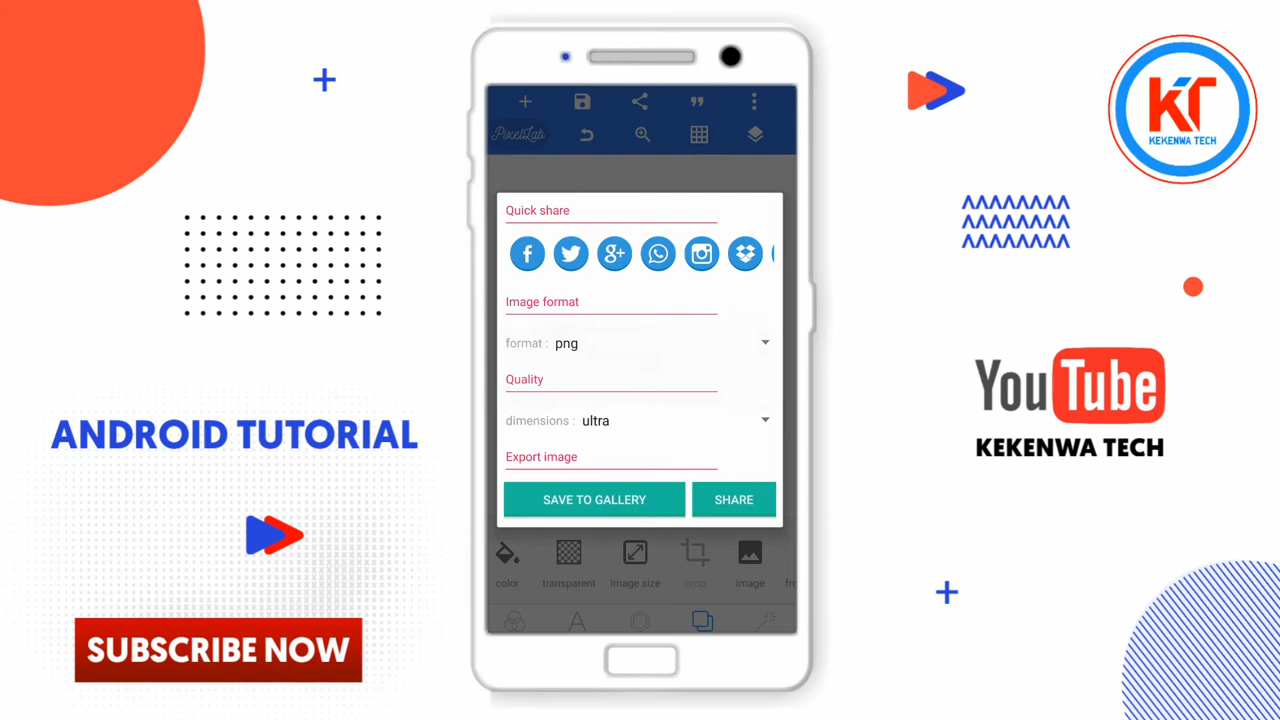 PixelLab
Quick share
Image format
format : png
Quality
dimensions : ultra
Export image
SAVE TO GALLERY
SHARE
color
transparent
image size
crop
image
ANDROID TUTORIAL
SUBSCRIBE NOW
KT
KEKENWA TECH
YouTube
KEKENWA TECH